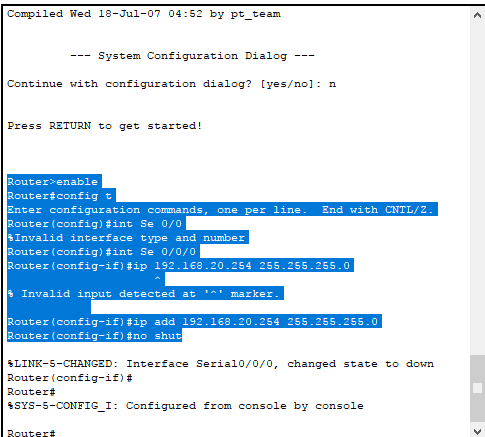 Compiled Wed 18-Jul-07 04:52 by pt_team
--- System Configuration Dialog ---
Continue with configuration dialog? [yes/no]: n
Press RETURN to get started!
Router>enable
Router#config t
Enter configuration commands, one per line.  End with CNTL/Z.
Router(config)#int Se 0/0
%Invalid interface type and number
Router(config)#int Se 0/0/0
Router(config-if)#ip 192.168.20.254 255.255.255.0
^
% Invalid input detected at '^' marker.
Router(config-if)#ip add 192.168.20.254 255.255.255.0
Router(config-if)#no shut
%LINK-5-CHANGED: Interface Serial0/0/0, changed state to down
Router(config-if)#
Router#
%SYS-5-CONFIG_I: Configured from console by console
Router#